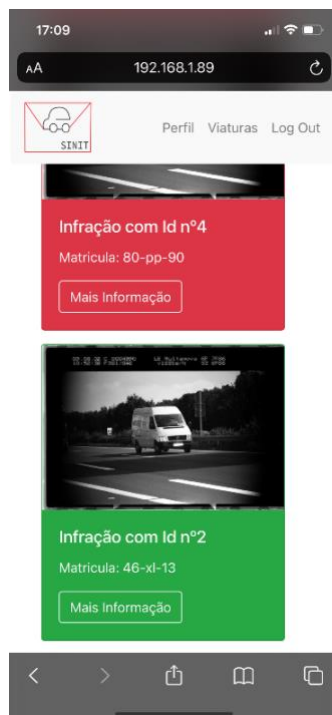 17:09
AA 192.168.1.89
SINIT
Perfil Viaturas Log Out
Infração com Id nº4
Matricula: 80-pp-90
Mais Informação
Infração com Id nº2
Matricula: 46-xl-13
Mais Informação